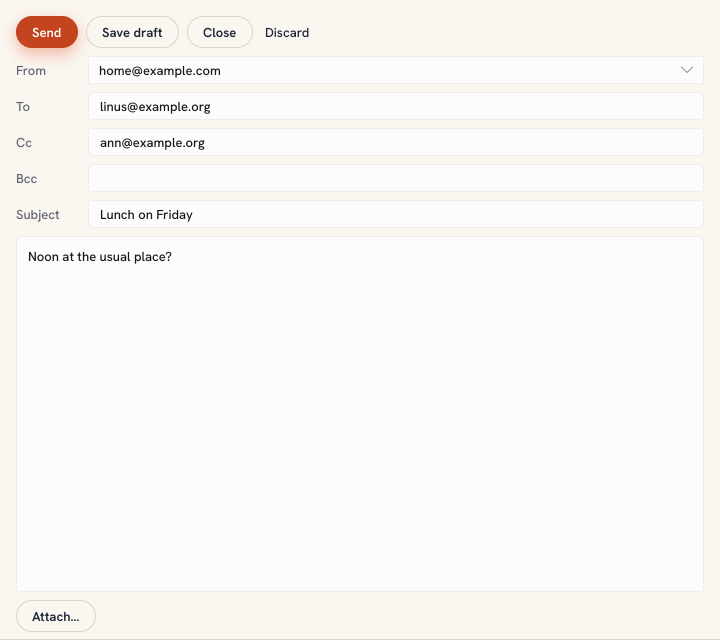 Send Save draft Close Discard
From home@example.com
To linus@example.org
Cc ann@example.org
Bcc
Subject Lunch on Friday
Noon at the usual place?
Attach...